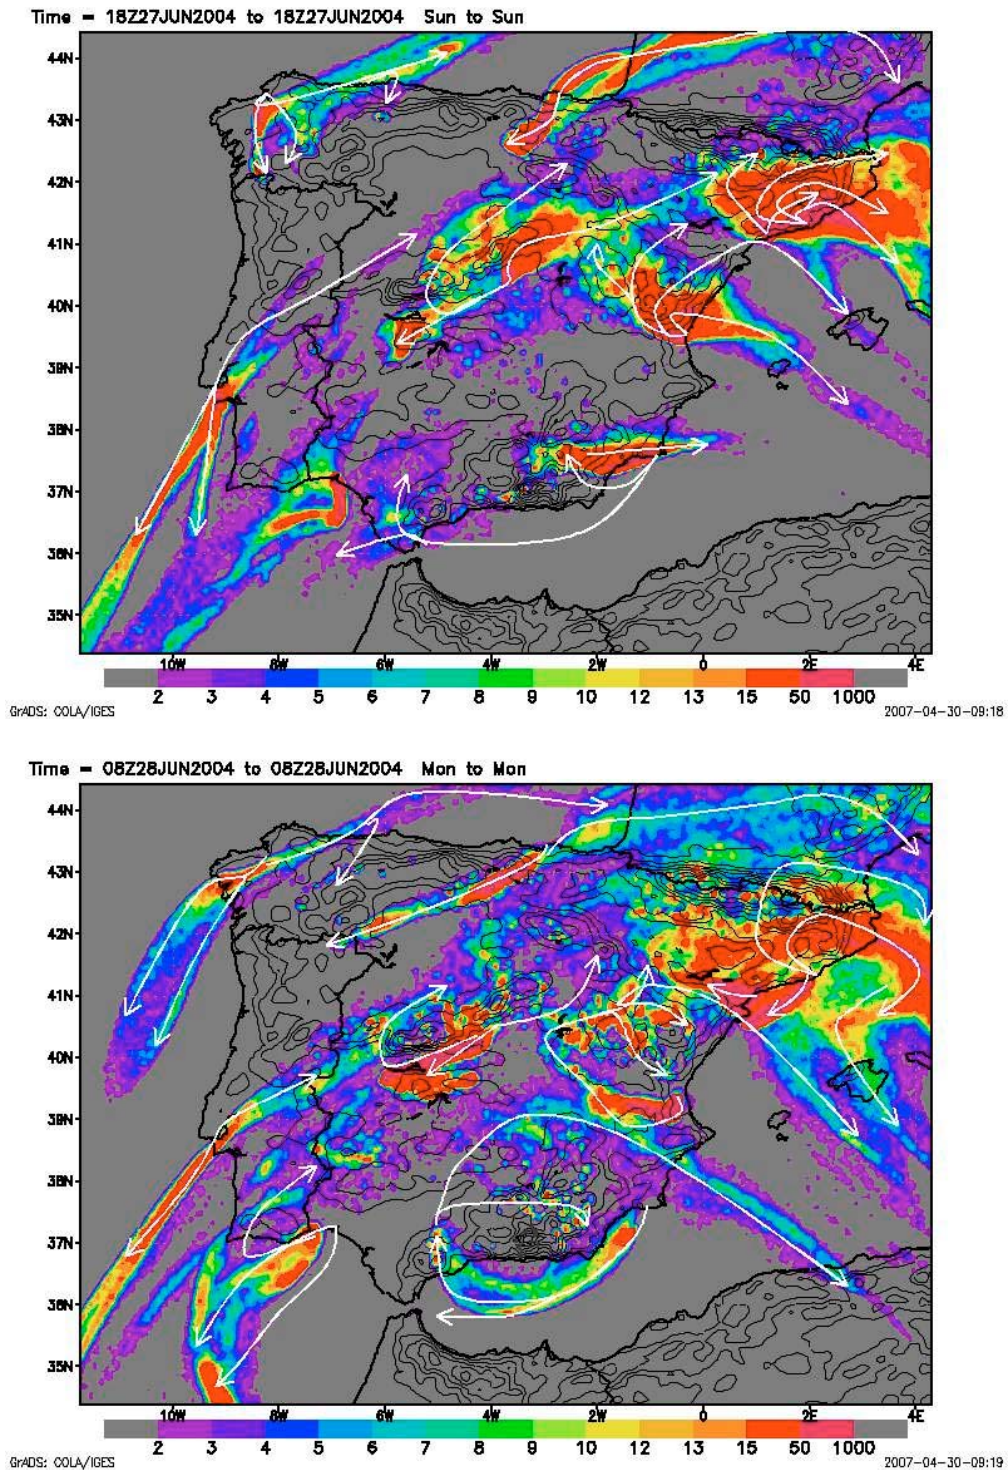 Time = 18Z27JUN2004 to 18Z27JUN2004 Sun to Sun
44N
43N
42N
41N
40N
39N
38N
37N
36N
35N
10W 8W 6W 4W 2W 0 2E 4E
2 3 5 6 7 8 9 10 12 13 15 50 1000
GrADS: COLA/IGES 2007-04-30-09:18
Time = 08Z28JUN2004 to 08Z28JUN2004 Mon to Mon
44N
43N
42N
41N
40N
39N
38N
37N
36N
35N
10W 8W 6W 4W 2W 0 2E 4E
2 3 5 6 7 8 9 10 12 13 15 50 1000
GrADS: COLA/IGES 2007-04-30-09:19